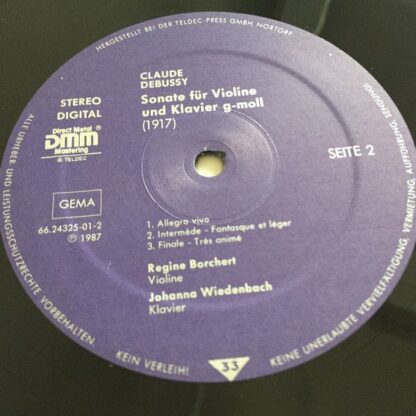 HERGESTELLT BEI DER TELDEC-PRESS GMBH, NORTORF
CLAUDE
DEBUSSY
Sonate für Violine
und Klavier g-moll
(1917)
STEREO
DIGITAL
Direct Metal
DMM
Mastering
® TELDEC
SEITE 2
GEMA
66.24325-01-2
℗ 1987
1. Allegro vivo
2. Intermède - Fantasque et léger
3. Finale - Très animé
Regine Borchert
Violine
Johanna Wiedenbach
Klavier
33
ALLE URHEBER- UND LEISTUNGSSCHUTZRECHTE VORBEHALTEN.
KEIN VERLEIH!
KEINE UNERLAUBTE VERVIELFÄLTIGUNG, VERMIETUNG, AUFFÜHRUNG, SENDUNG!